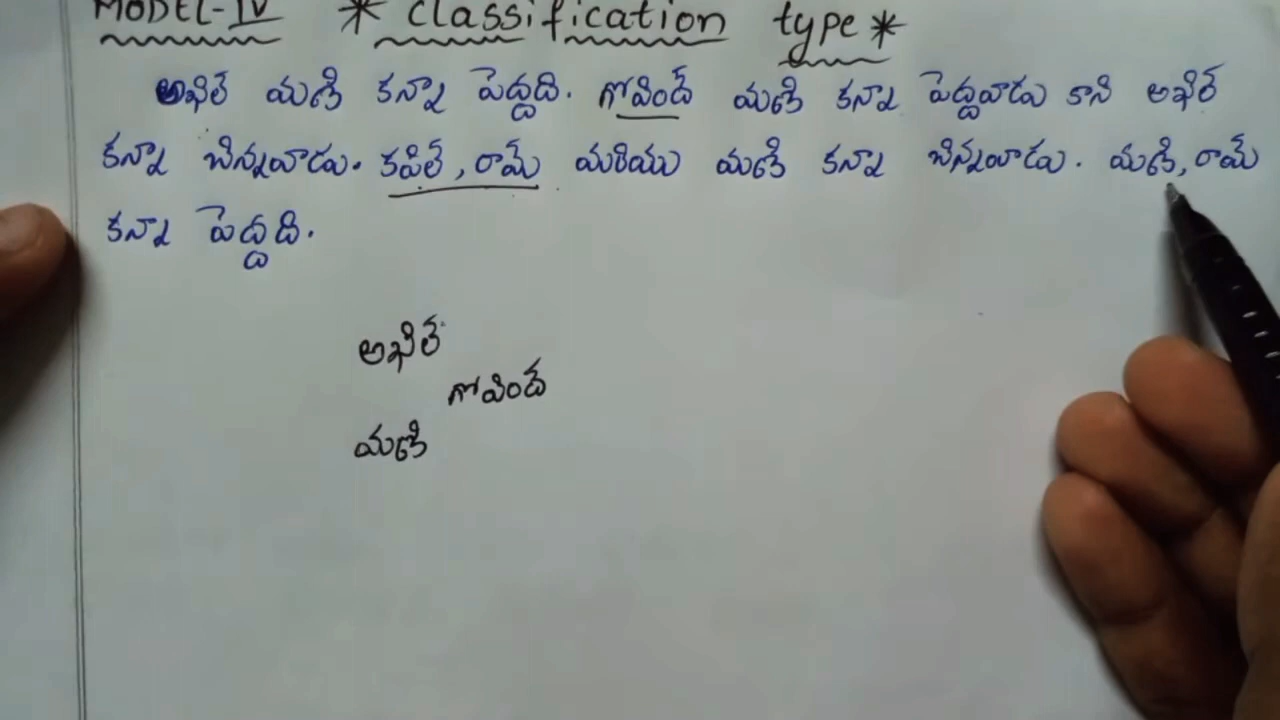 MODEL-IV * Classification type *
అఖిల్ మణి కన్నా పెద్దది. గోవింద్ మణి కన్నా పెద్దవాడు కాని అఖిల్
కన్నా చిన్నవాడు. కపిల్, రామ్ మరియు మణి కన్నా చిన్నవాడు. మణి, రామ్
కన్నా పెద్దది.
అఖిల్
గోవింద్
మణి